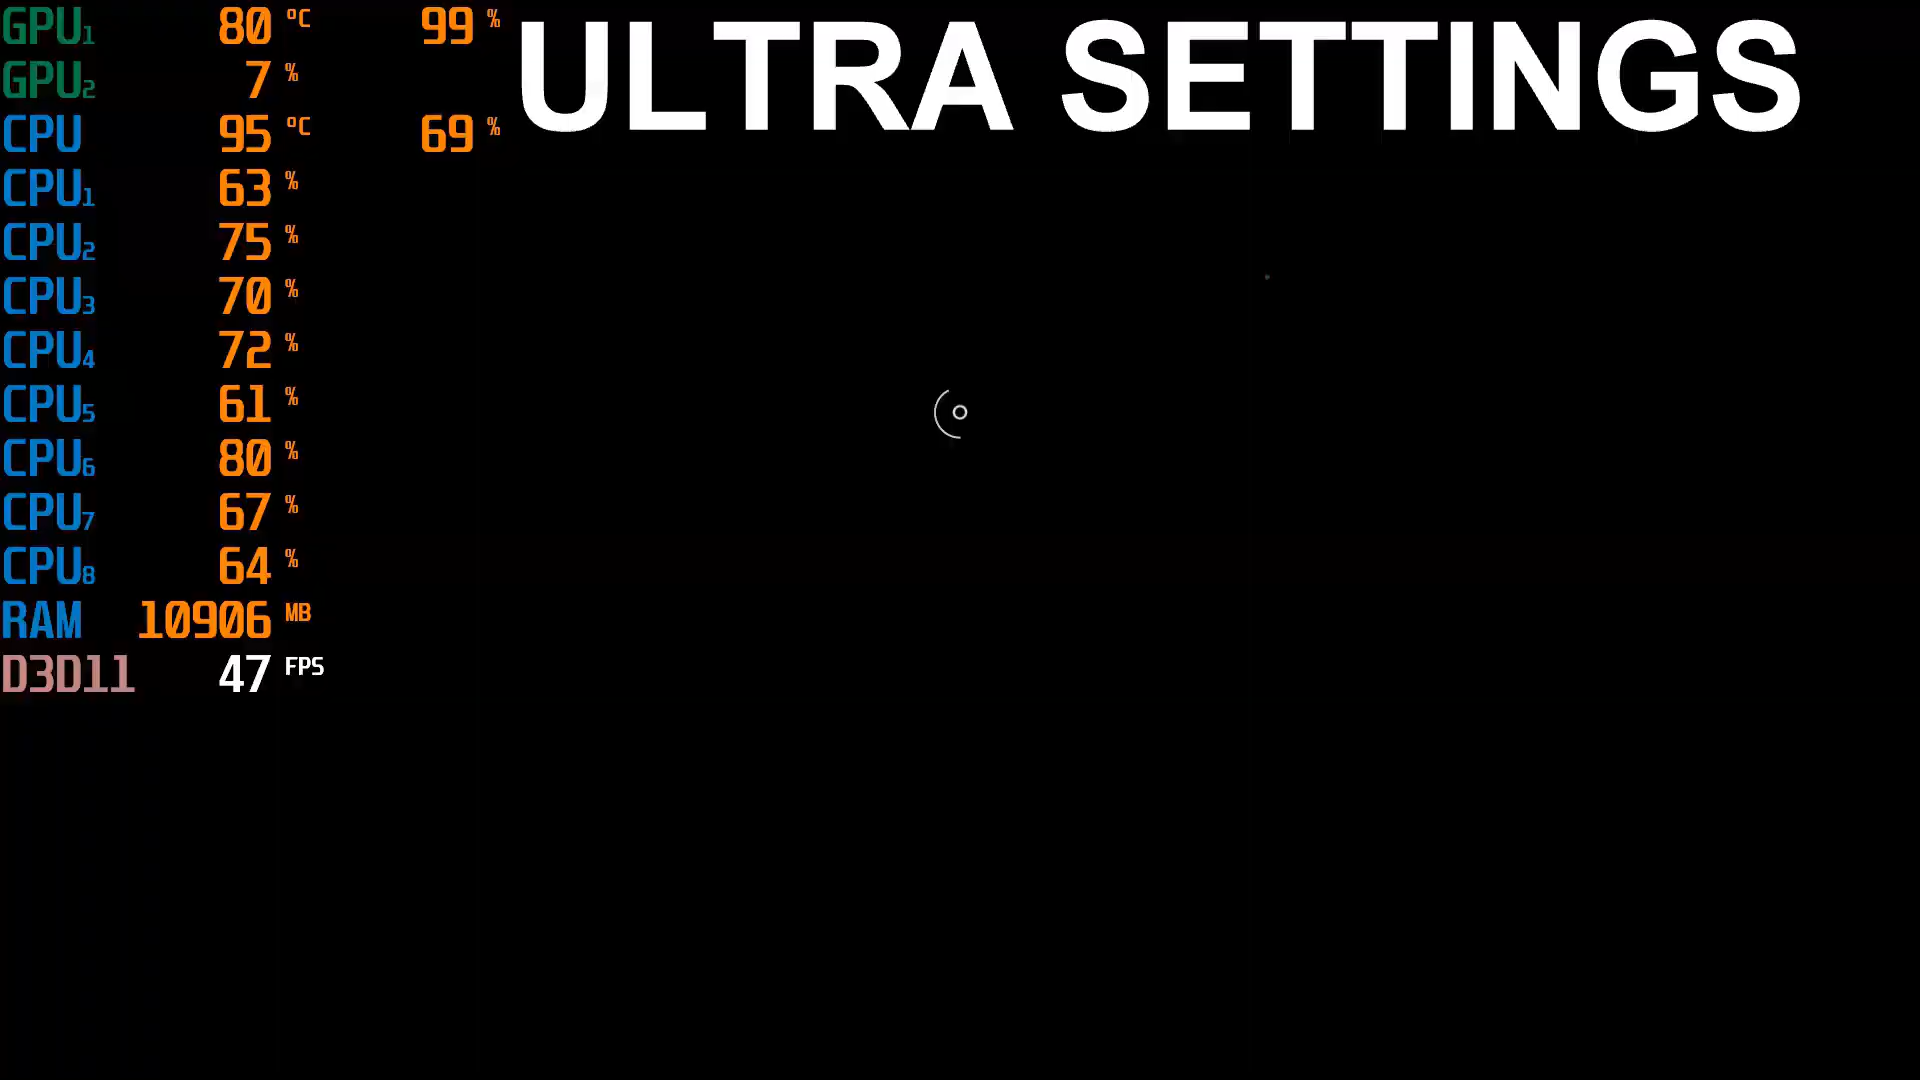 GPU1 80 °C 99 %
ULTRA SETTINGS
GPU2 7 %
CPU 95 °C 69 %
CPU1 63 %
CPU2 75 %
CPU3 70 %
CPU4 72 %
CPU5 61 %
CPU6 80 %
CPU7 67 %
CPU8 64 %
RAM 10906 MB
D3D11 47 FPS